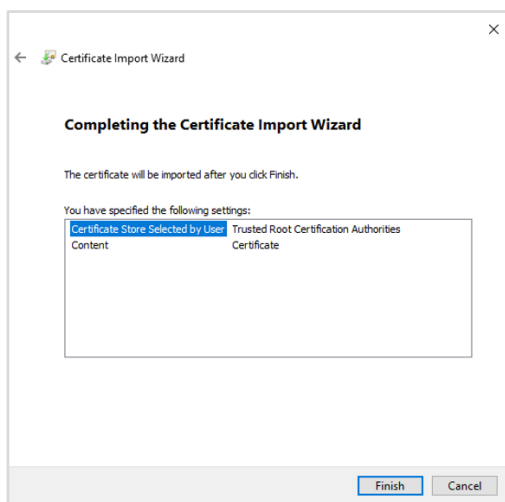 Certificate Import Wizard
Completing the Certificate Import Wizard
The certificate will be imported after you click Finish.
You have specified the following settings:
Certificate Store Selected by User Trusted Root Certification Authorities
Content Certificate
Finish Cancel